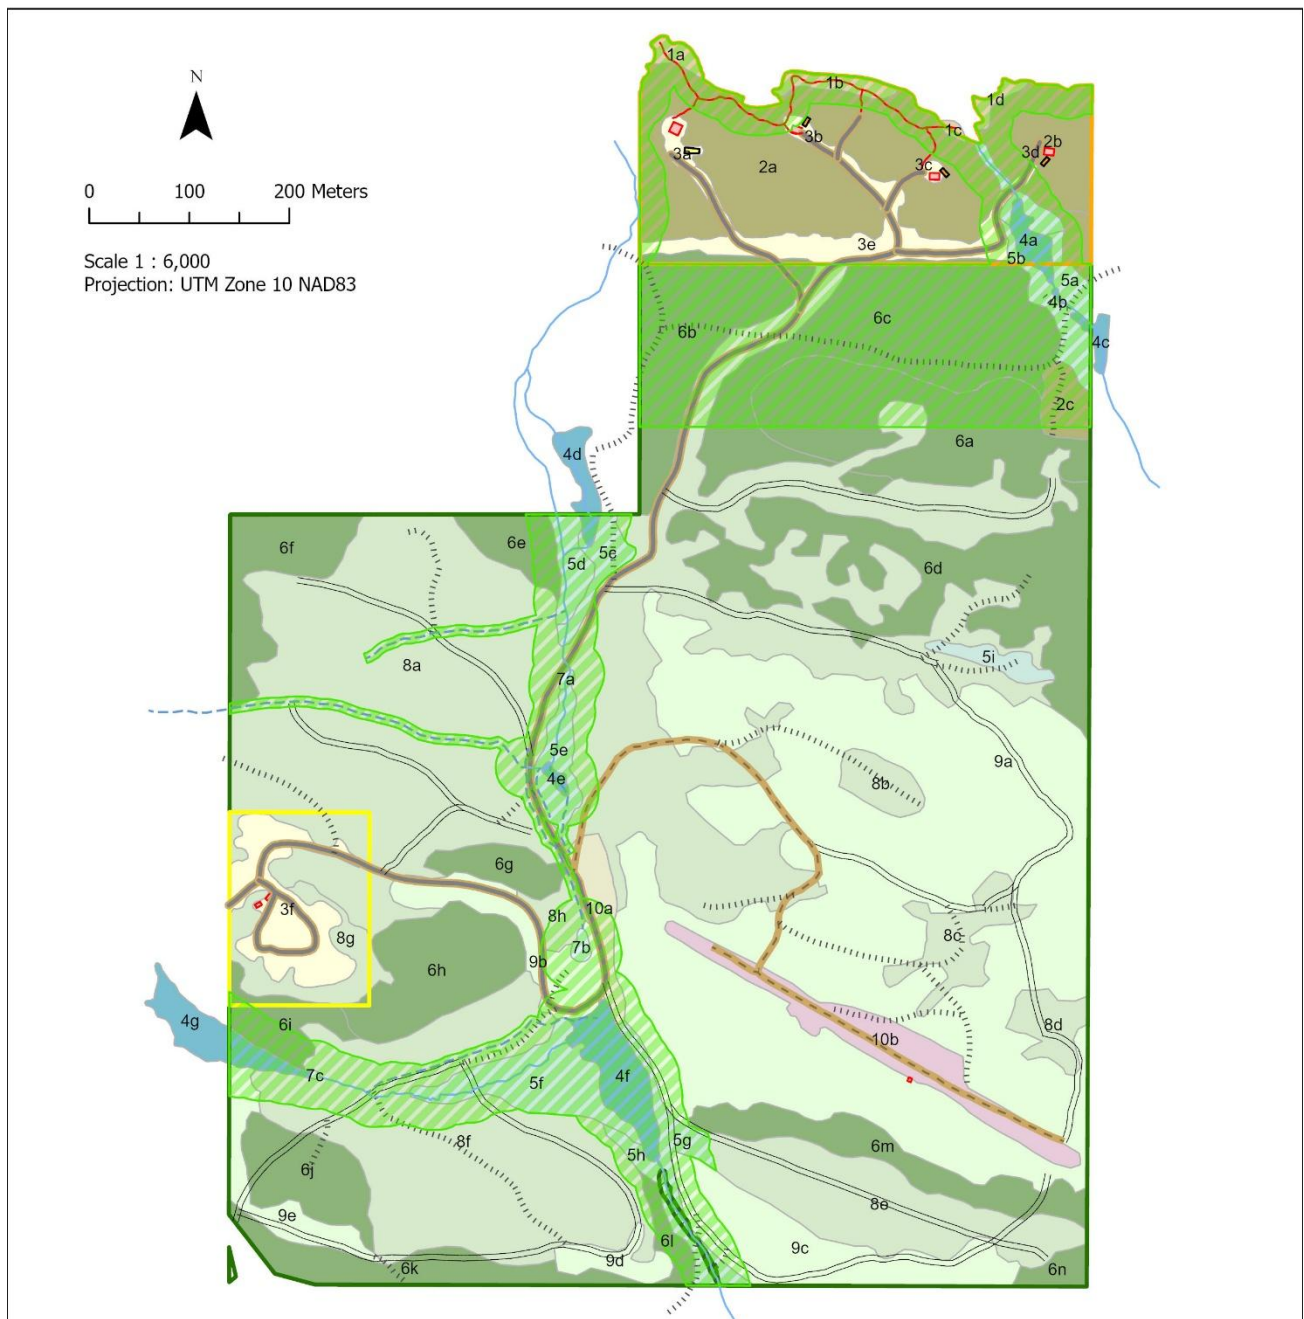 1a
1b
1d
N
1c
3b
2b
3a
3d
2a
3c
0 100 200 Meters
4a
3e
5b
Scale 1 : 6,000
5a
Projection: UTM Zone 10 NAD83
4b
6c
6b
4c
2c
6a
4d
6f
6e
5c
5d
6d
5i
8a
7a
5e
9a
4e
8b
6g
3f
10a
8h
8g
8c
7b
9b
6h
4g
6i
8d
10b
7c
4f
5f
5g
8f
6m
5h
6j
8e
9e
6l
9c
9d
6k
6n